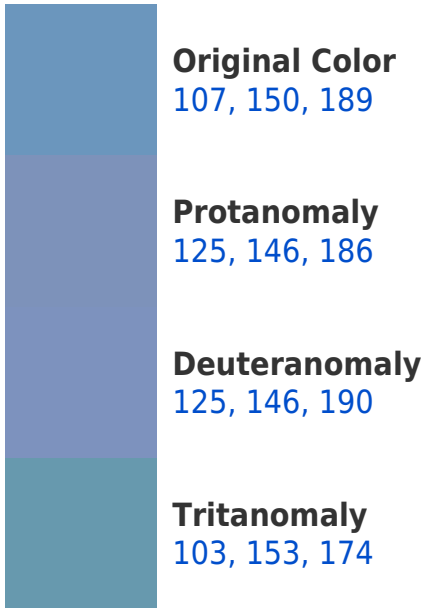 Original Color
107, 150, 189
Protanomaly
125, 146, 186
Deuteranomaly
125, 146, 190
Tritanomaly
103, 153, 174